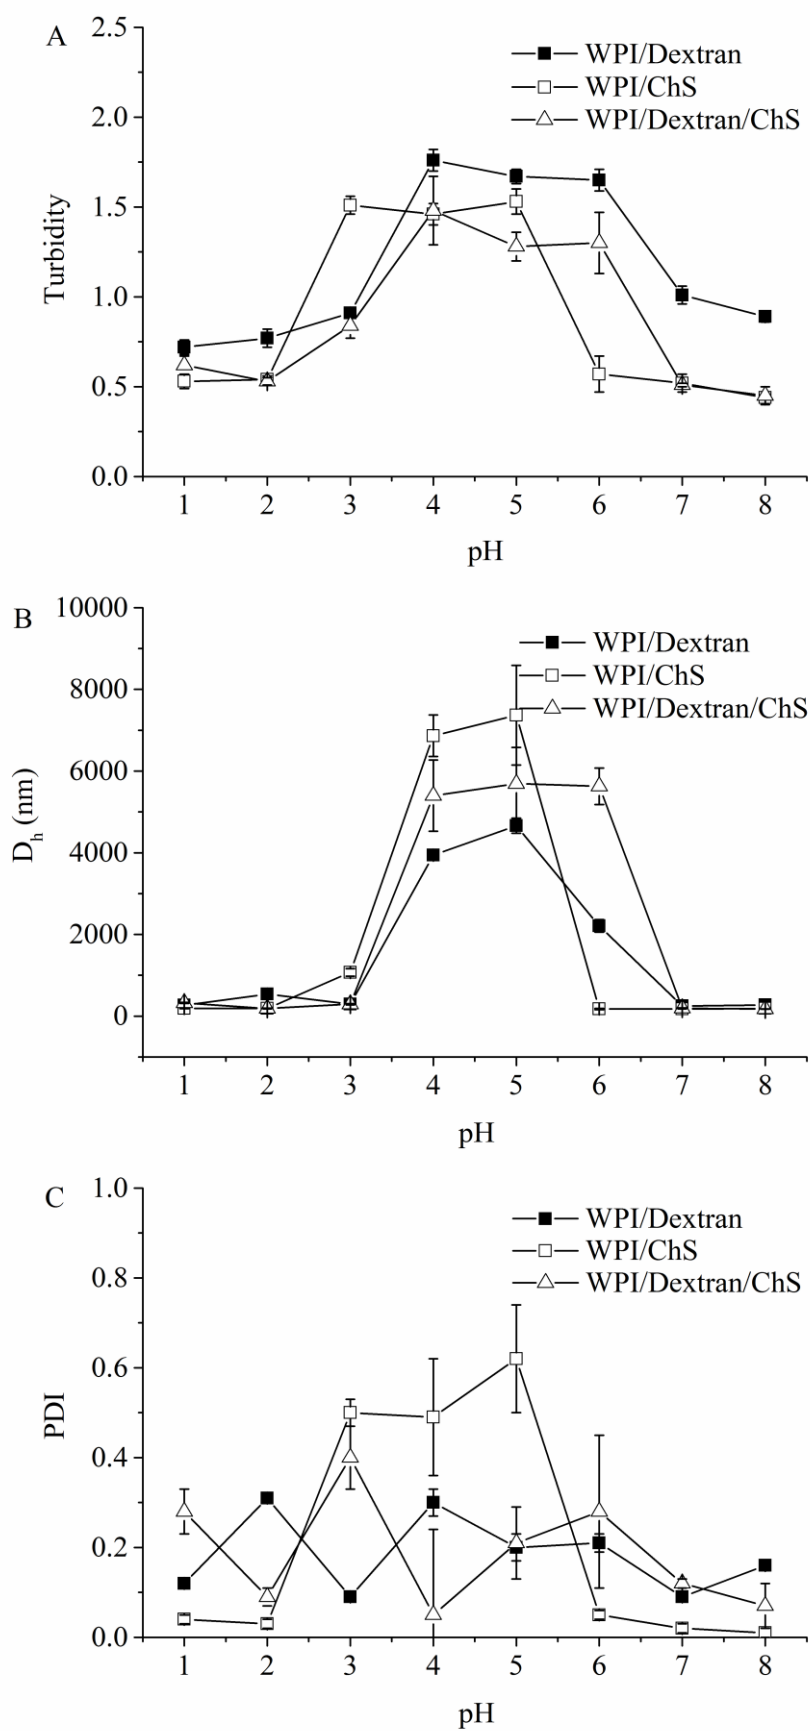 A
2.5
2.0
1.5
1.0
0.5
0.0
Turbidity
WPI/Dextran
WPI/ChS
WPI/Dextran/ChS
1 2 3 4 5 6 7 8
pH
B
10000
8000
6000
4000
2000
0
D_h (nm)
WPI/Dextran
WPI/ChS
WPI/Dextran/ChS
1 2 3 4 5 6 7 8
pH
C
1.0
0.8
0.6
0.4
0.2
0.0
PDI
WPI/Dextran
WPI/ChS
WPI/Dextran/ChS
1 2 3 4 5 6 7 8
pH